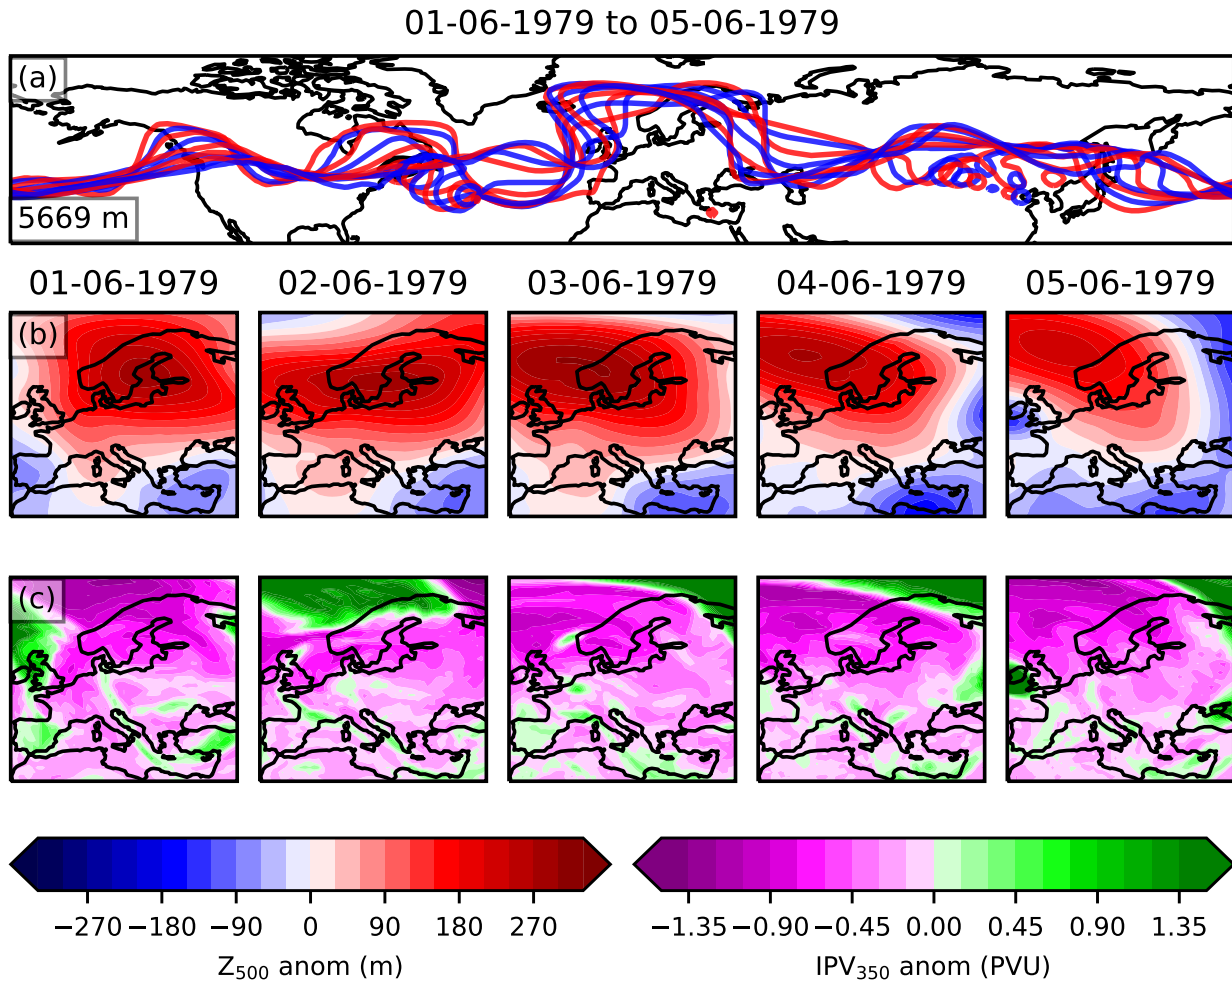 01-06-1979 to 05-06-1979
(a)
5669 m
01-06-1979 02-06-1979 03-06-1979 04-06-1979 05-06-1979
(b)
(c)
−270 −180 −90 0 90 180 270
−1.35 −0.90 −0.45 0.00 0.45 0.90 1.35
Z₅₀₀ anom (m)
IPV₃₅₀ anom (PVU)